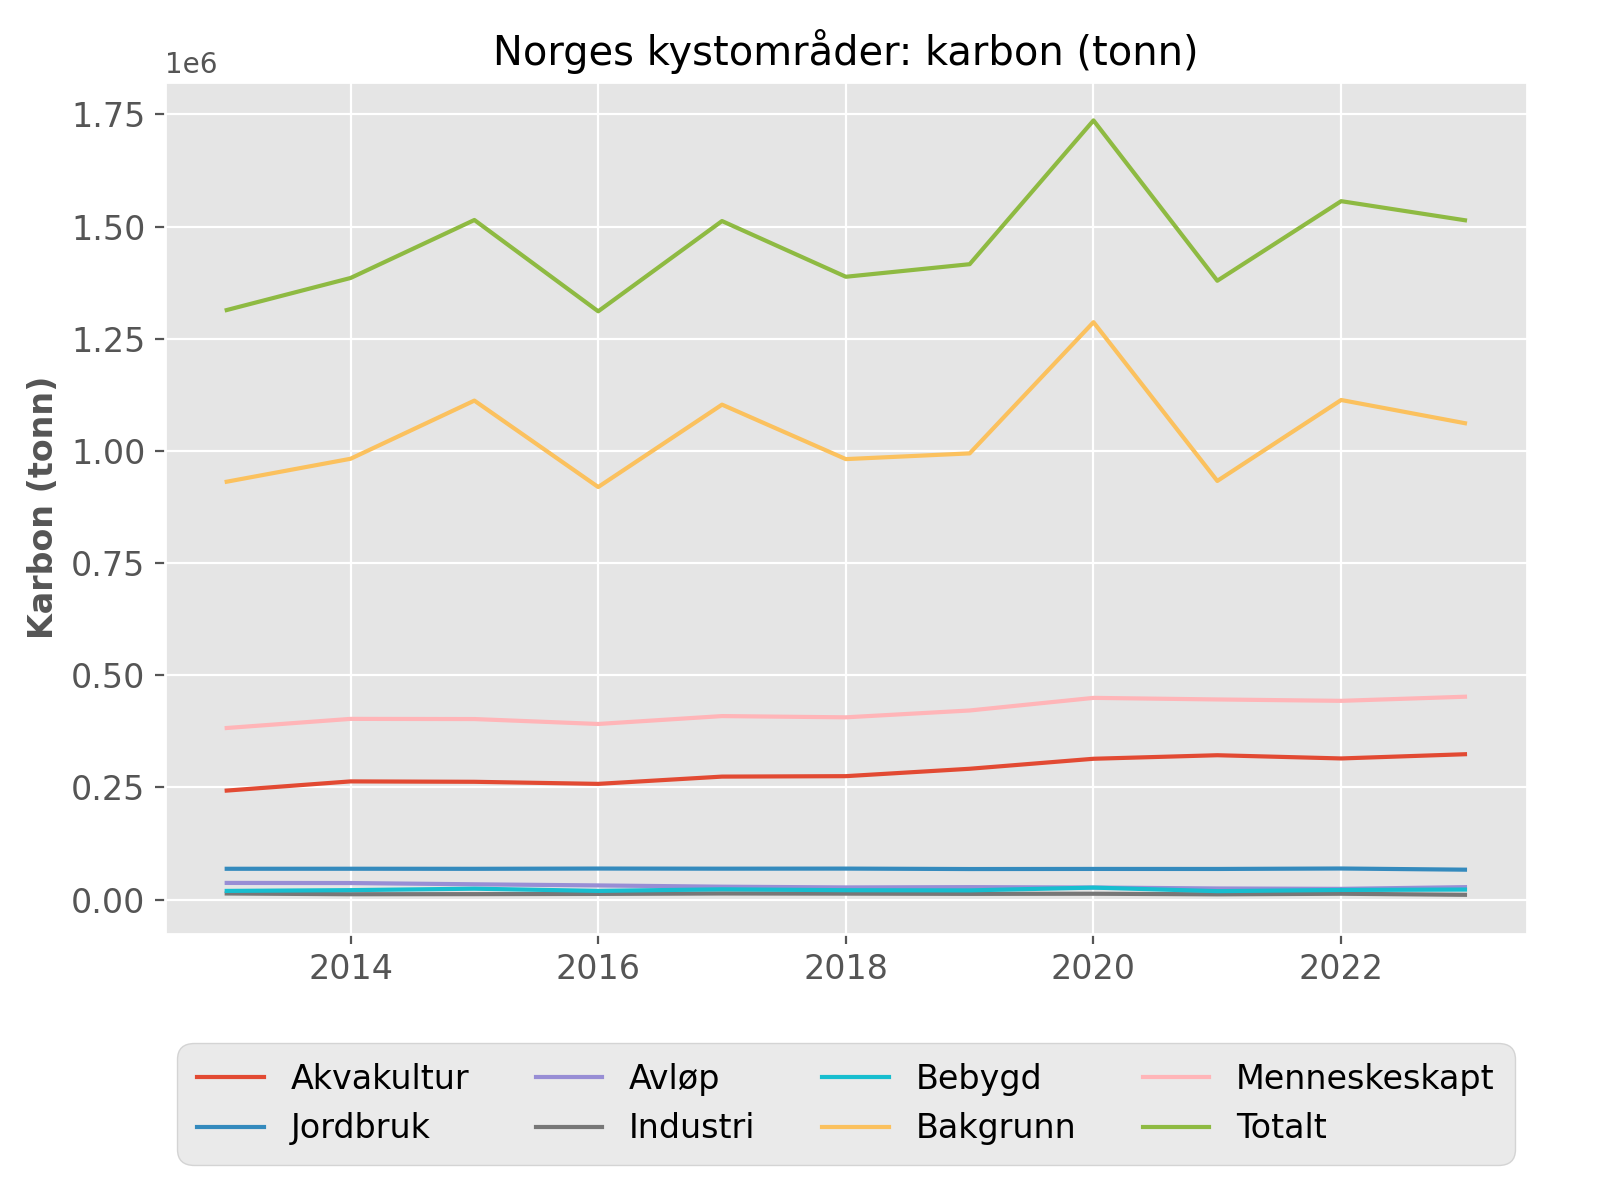 Norges kystområder: karbon (tonn)
1e6
1.75
1.50
1.25
1.00
0.75
0.50
0.25
0.00
Karbon (tonn)
2014 2016 2018 2020 2022
Akvakultur Avløp Bebygd Menneskeskapt
Jordbruk Industri Bakgrunn Totalt